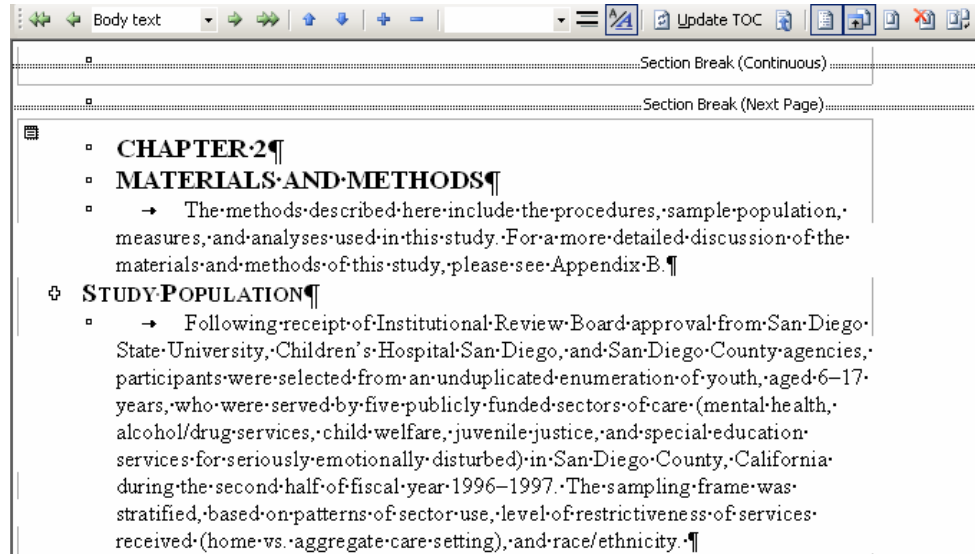 Body text Update TOC
Section Break (Continuous)
Section Break (Next Page)
CHAPTER·2¶
MATERIALS·AND·METHODS¶
→ The·methods·described·here·include·the·procedures,·sample·population,·
measures,·and·analyses·used·in·this·study.·For·a·more·detailed·discussion·of·the·
materials·and·methods·of·this·study,·please·see·Appendix·B.¶
STUDY·POPULATION¶
→ Following·receipt·of·Institutional·Review·Board·approval·from·San·Diego·
State·University,·Children’s·Hospital·San·Diego,·and·San·Diego·County·agencies,·
participants·were·selected·from·an·unduplicated·enumeration·of·youth,·aged·6–17·
years,·who·were·served·by·five·publicly·funded·sectors·of·care·(mental·health,·
alcohol/drug·services,·child·welfare,·juvenile·justice,·and·special·education·
services·for·seriously·emotionally·disturbed)·in·San·Diego·County,·California·
during·the·second·half·of·fiscal·year·1996–1997.·The·sampling·frame·was·
stratified,·based·on·patterns·of·sector·use,·level·of·restrictiveness·of·services·
received·(home·vs.·aggregate·care·setting),·and·race/ethnicity.·¶